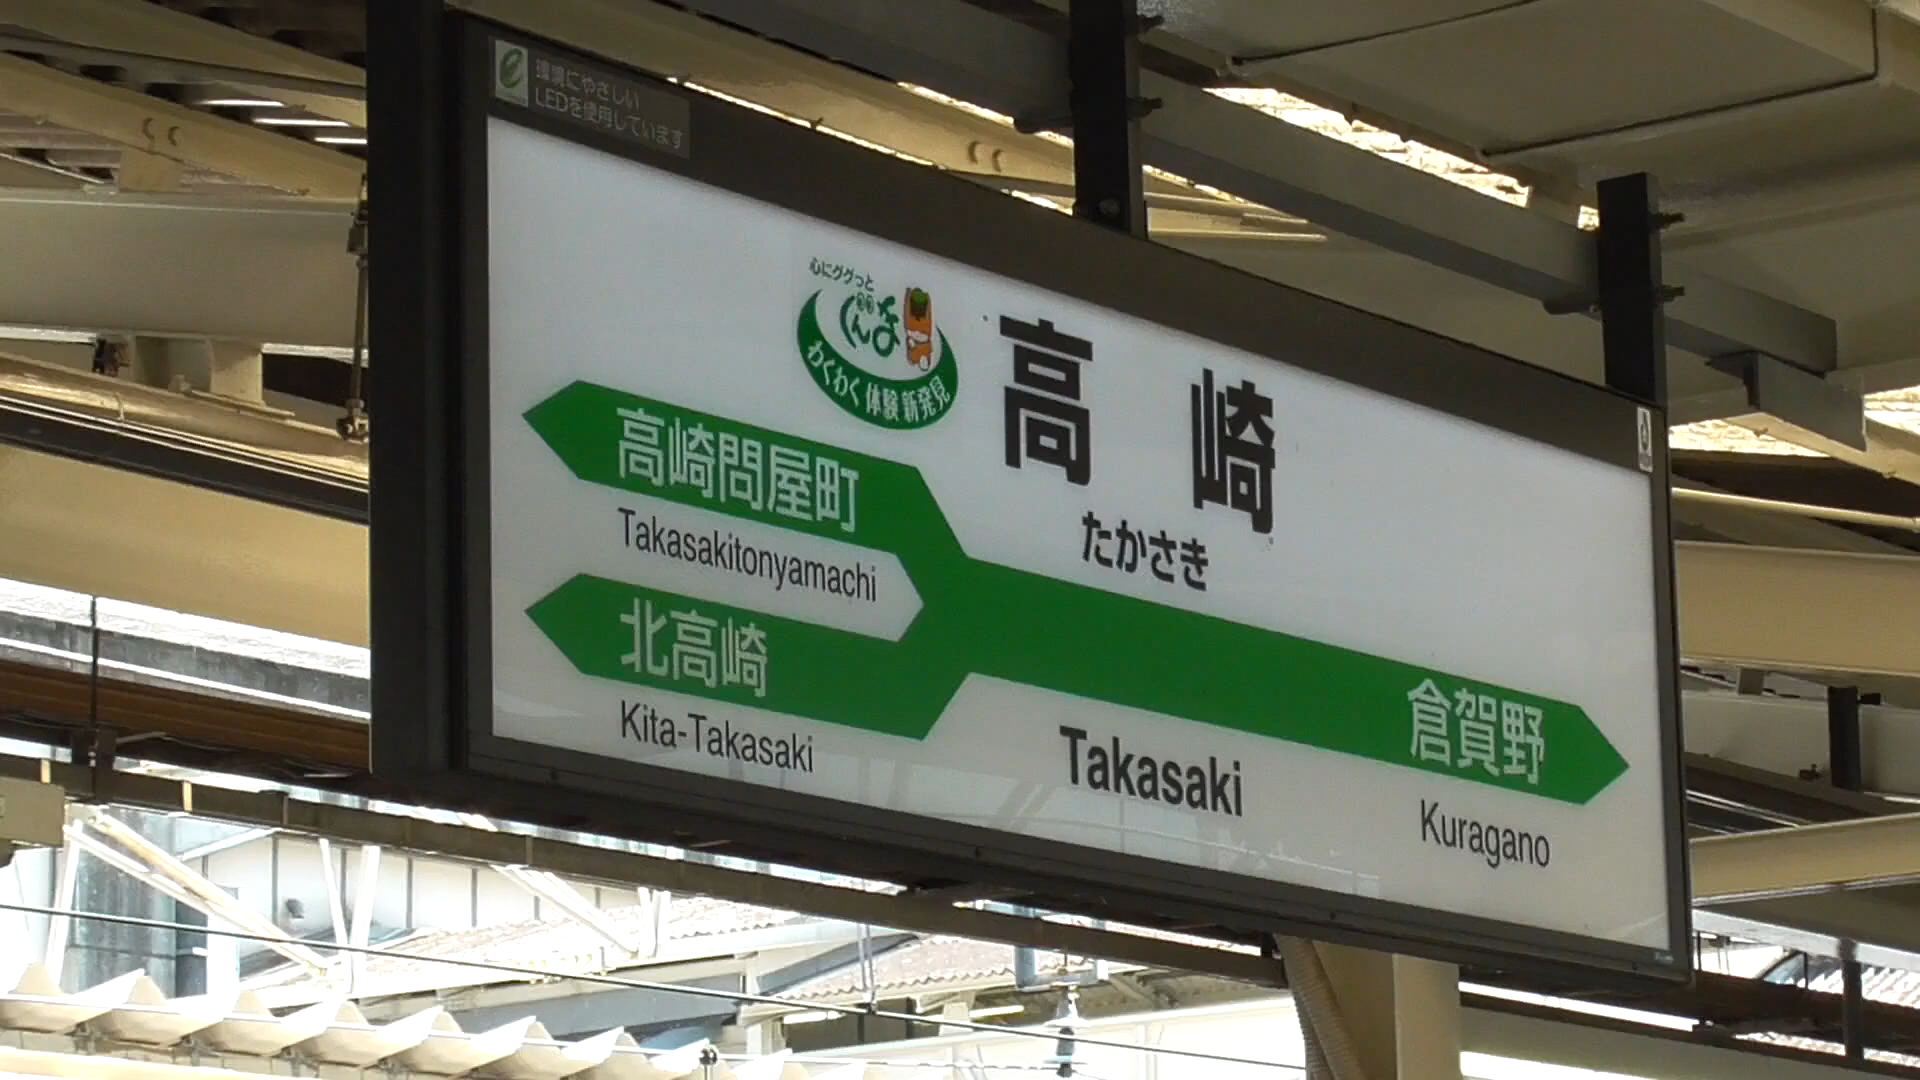 環境にやさしい
LEDを使用しています
心にググっと
ぐんま
わくわく 体験 新発見
高崎
たかさき
高崎問屋町
Takasakitonyamachi
北高崎
Kita-Takasaki
Takasaki
倉賀野
Kuragano